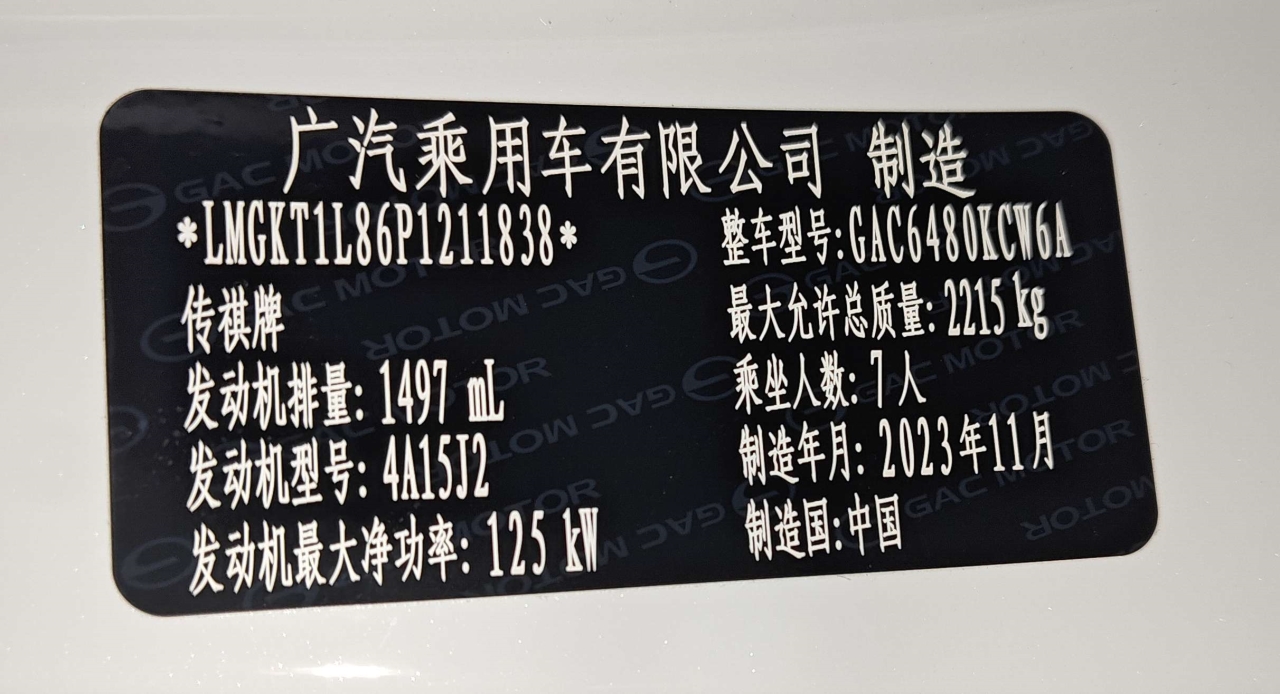 广汽乘用车有限公司 制造
*LMGKT1L86P1211838*
整车型号:GAC6480KCW6A
传祺牌
最大允许总质量: 2215 kg
发动机排量: 1497 mL
乘坐人数: 7人
发动机型号: 4A15J2
制造年月: 2023年11月
发动机最大净功率: 125 kW
制造国:中国
GAC MOTOR